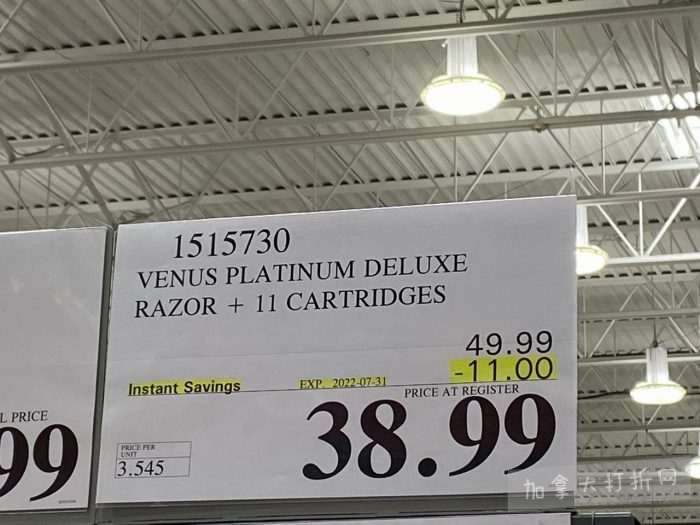 1515730
VENUS PLATINUM DELUXE
RAZOR + 11 CARTRIDGES
49.99
Instant Savings EXP. 2022-07-31 -11.00
PRICE AT REGISTER
38.99
PRICE PER
UNIT
3.545
L PRICE
99
加拿大打折网